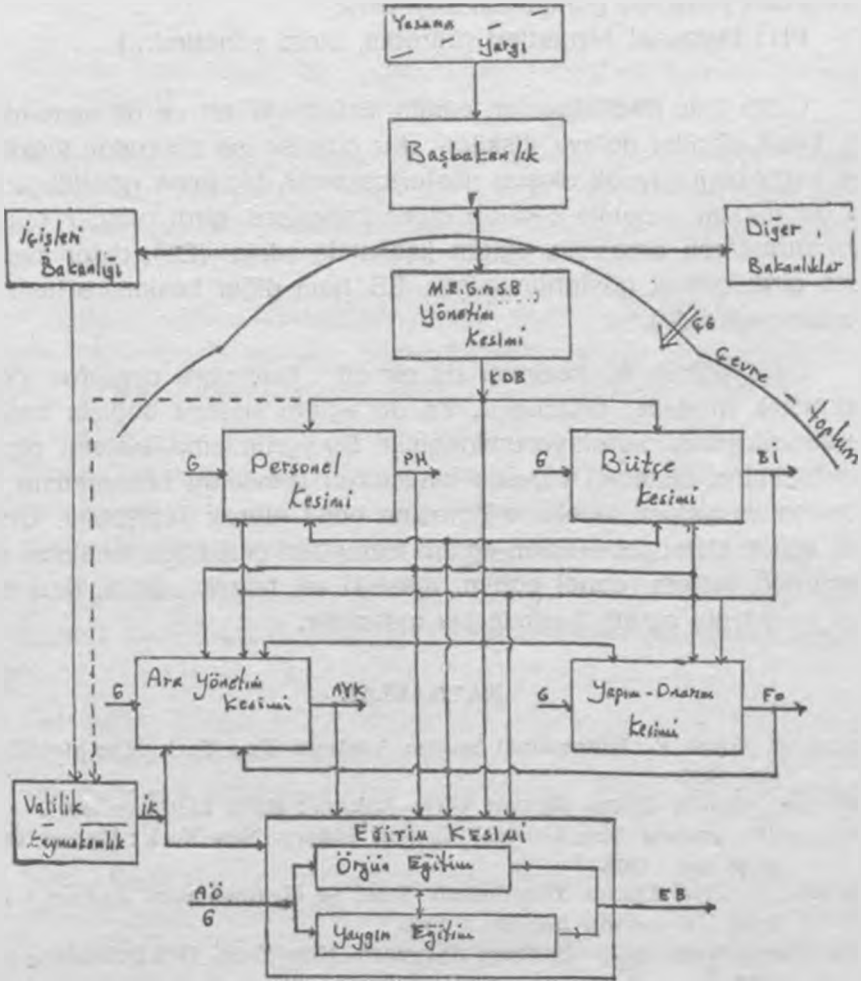 Yasama
Yargı
Başbakanlık
İçişleri
Bakanlığı
Diğer
Bakanlıklar
M.E.G.v.S.B.
Yönetim
Kesimi
ÇG
Çevre - Toplum
KDB
G
Personel
Kesimi
PH
G
Bütçe
Kesimi
Bİ
G
Ara Yönetim
Kesimi
AYK
G
Yapım-Onarım
Kesimi
Fo
Valilik
Kaymakamlık
İK
Eğitim Kesimi
Örgün Eğitim
AÖ
G
EB
Yaygın Eğitim